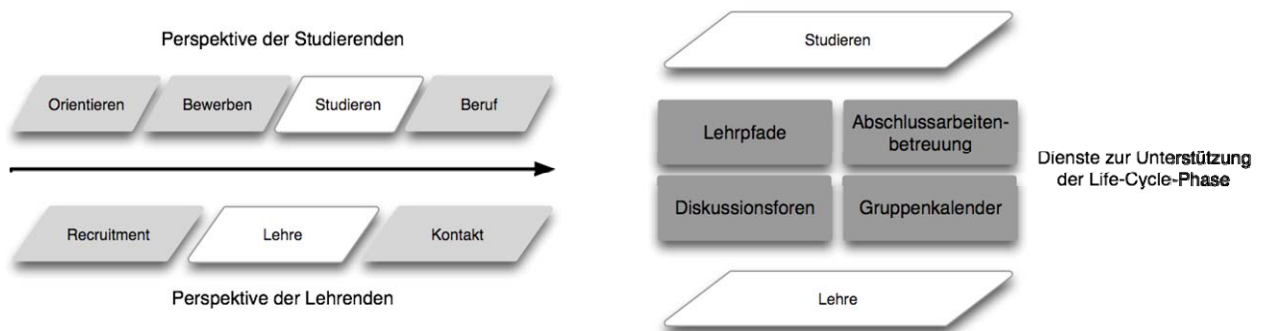 Perspektive der Studierenden
Orientieren
Bewerben
Studieren
Beruf
Recruitment
Lehre
Kontakt
Perspektive der Lehrenden
Studieren
Lehrpfade
Abschlussarbeiten-
betreuung
Diskussionsforen
Gruppenkalender
Lehre
Dienste zur Unterstützung
der Life-Cycle-Phase